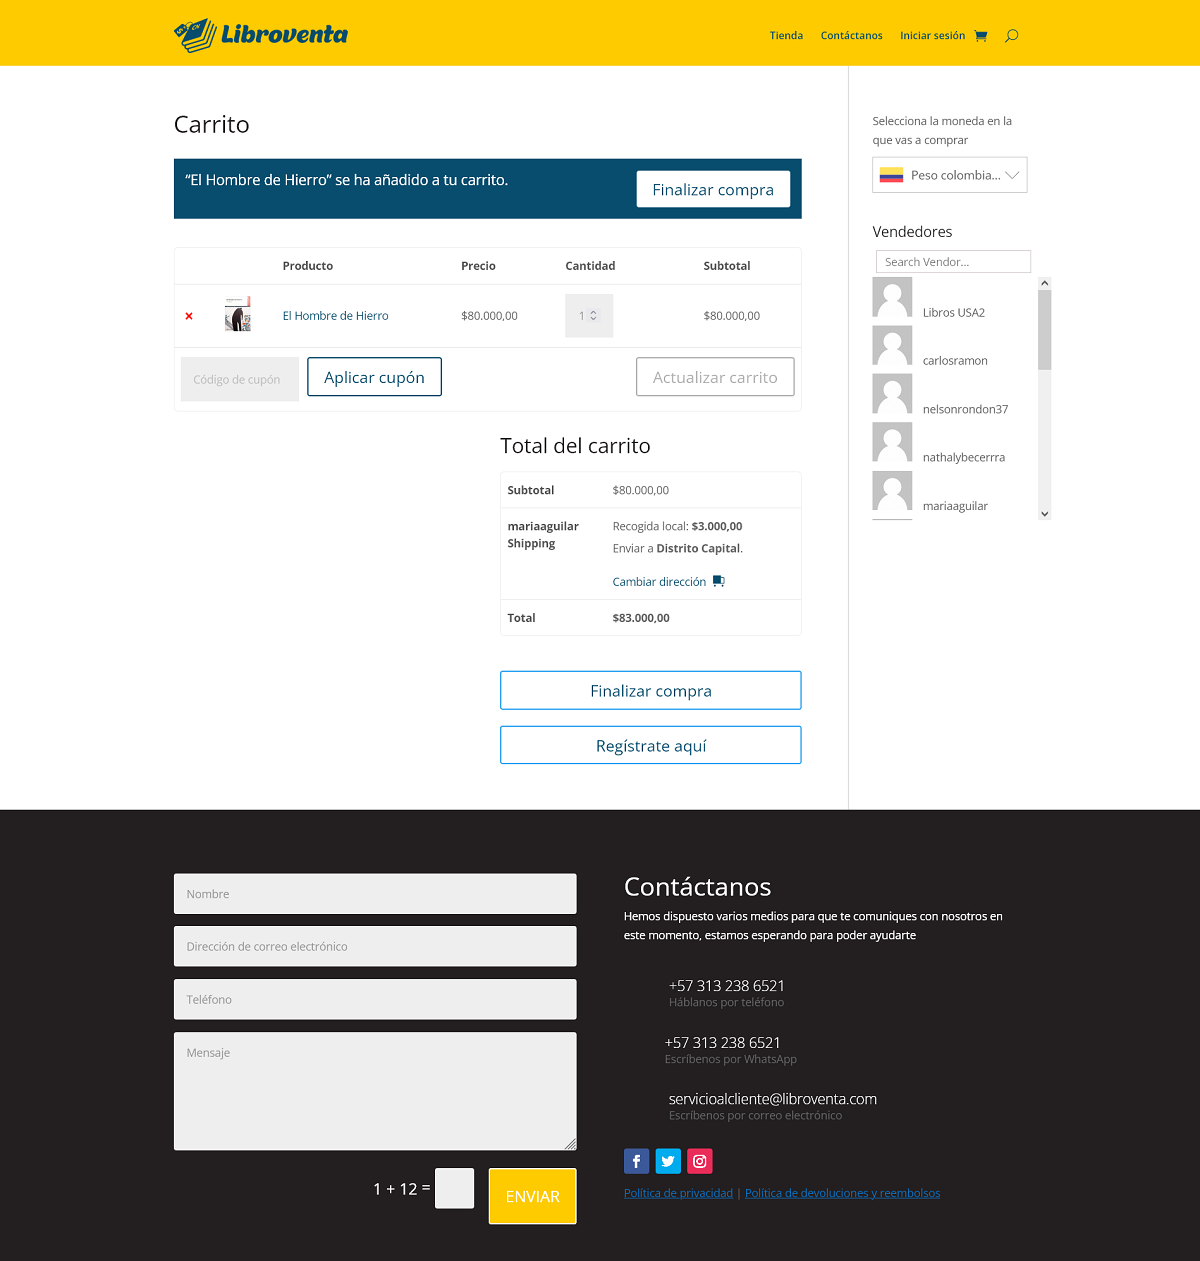 Libroventa
Tienda Contáctanos Iniciar sesión
Carrito
“El Hombre de Hierro” se ha añadido a tu carrito.
Finalizar compra
Producto Precio Cantidad Subtotal
× El Hombre de Hierro $80.000,00 1 $80.000,00
Código de cupón Aplicar cupón Actualizar carrito
Total del carrito
Subtotal $80.000,00
mariaaguilar Shipping
Recogida local: $3.000,00
Enviar a Distrito Capital.
Cambiar dirección
Total $83.000,00
Finalizar compra
Regístrate aquí
Selecciona la moneda en la
que vas a comprar
Peso colombia...
Vendedores
Search Vendor...
Libros USA2
carlosramon
nelsonrondon37
nathalybecerrra
mariaaguilar
Nombre
Dirección de correo electrónico
Teléfono
Mensaje
1 + 12 =
ENVIAR
Contáctanos
Hemos dispuesto varios medios para que te comuniques con nosotros en
este momento, estamos esperando para poder ayudarte
+57 313 238 6521
Háblanos por teléfono
+57 313 238 6521
Escríbenos por WhatsApp
servicioalcliente@libroventa.com
Escríbenos por correo electrónico
Política de privacidad | Política de devoluciones y reembolsos